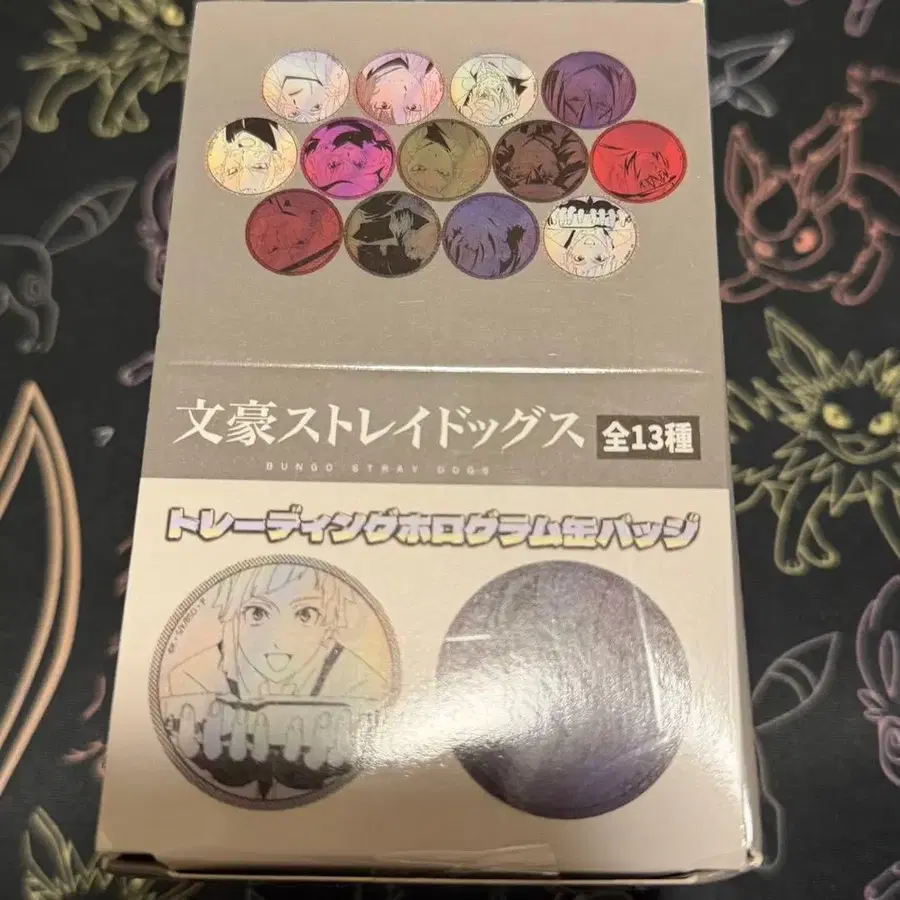 文豪ストレイドッグス 全13種
BUNGO STRAY DOGS
トレーディングホログラム缶バッジ